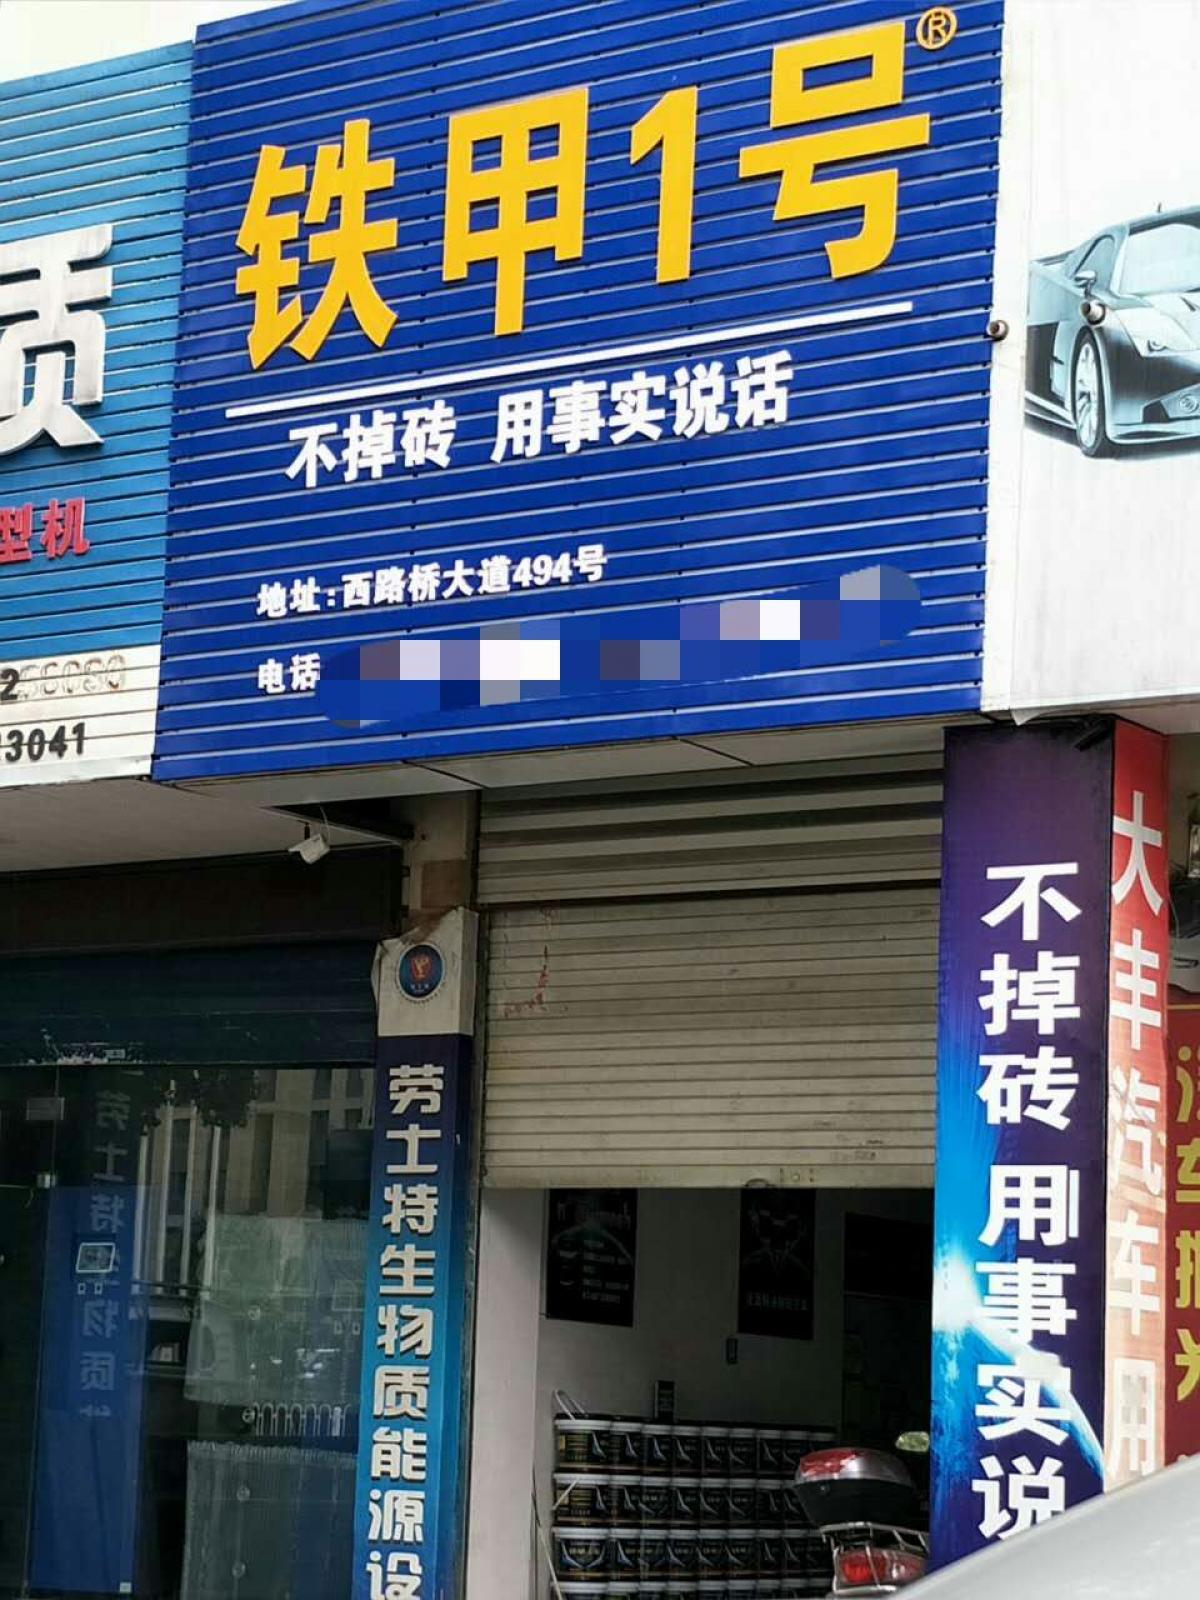 铁甲1号®
不掉砖 用事实说话
地址:西路桥大道494号
电话
质
型机
3041
不掉砖 用事实说
大丰汽车用
劳士特生物质能源设